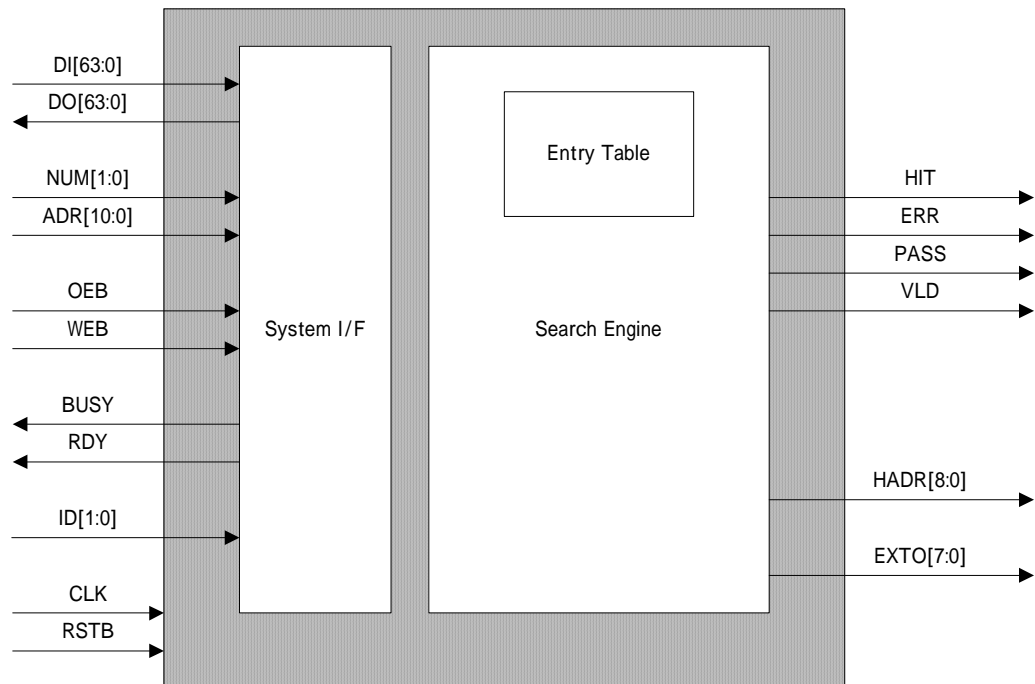 DI[63:0]
DO[63:0]
NUM[1:0]
ADR[10:0]
OEB
WEB
BUSY
RDY
ID[1:0]
CLK
RSTB
System I/F
Entry Table
Search Engine
HIT
ERR
PASS
VLD
HADR[8:0]
EXTO[7:0]